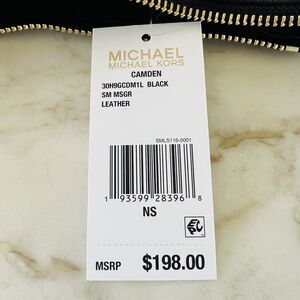 MICHAEL
MICHAEL KORS
CAMDEN
30H9GCDM1L BLACK
SM MSGR
LEATHER
SMLS116-0001
1 93599 28396 8
NS
MSRP $198.00